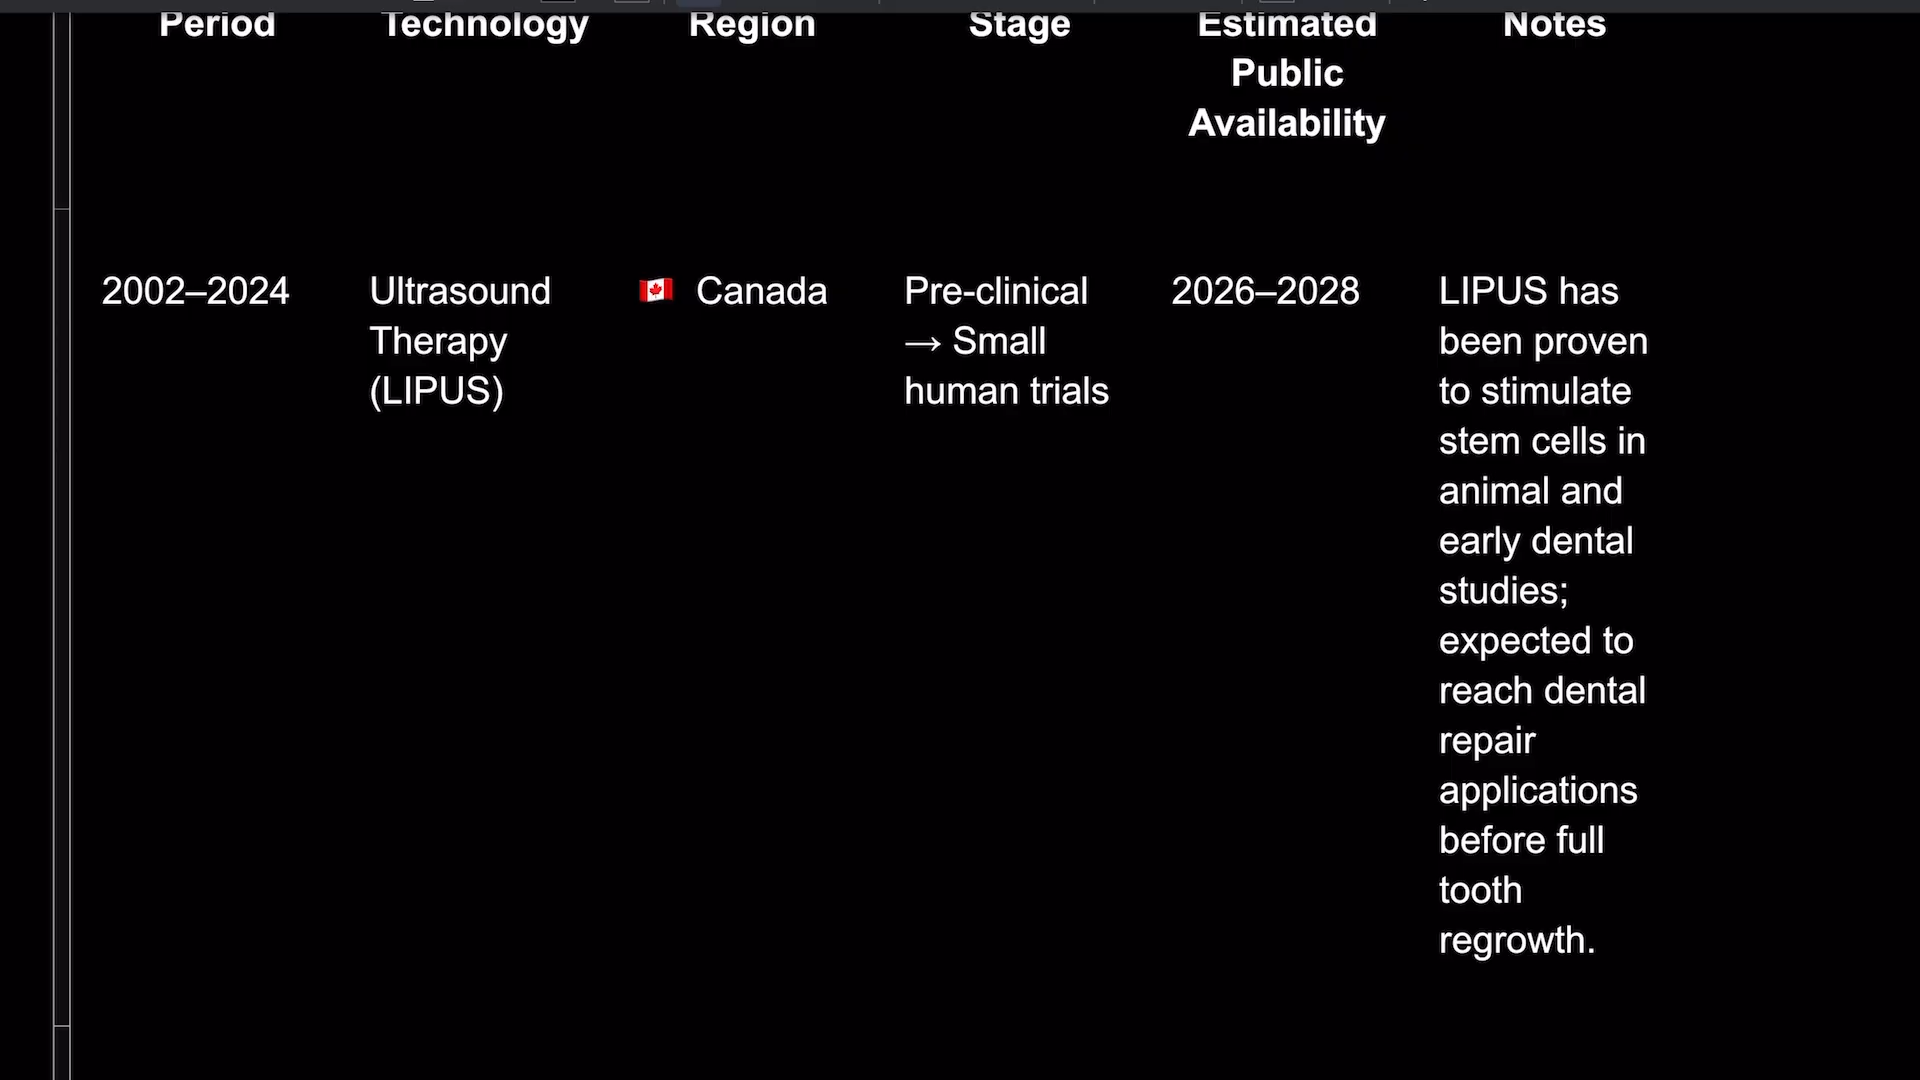 Period Technology Region Stage Estimated Public Availability Notes
2002–2024
Ultrasound
Therapy
(LIPUS)
🇨🇦 Canada
Pre-clinical
→ Small
human trials
2026–2028
LIPUS has
been proven
to stimulate
stem cells in
animal and
early dental
studies;
expected to
reach dental
repair
applications
before full
tooth
regrowth.